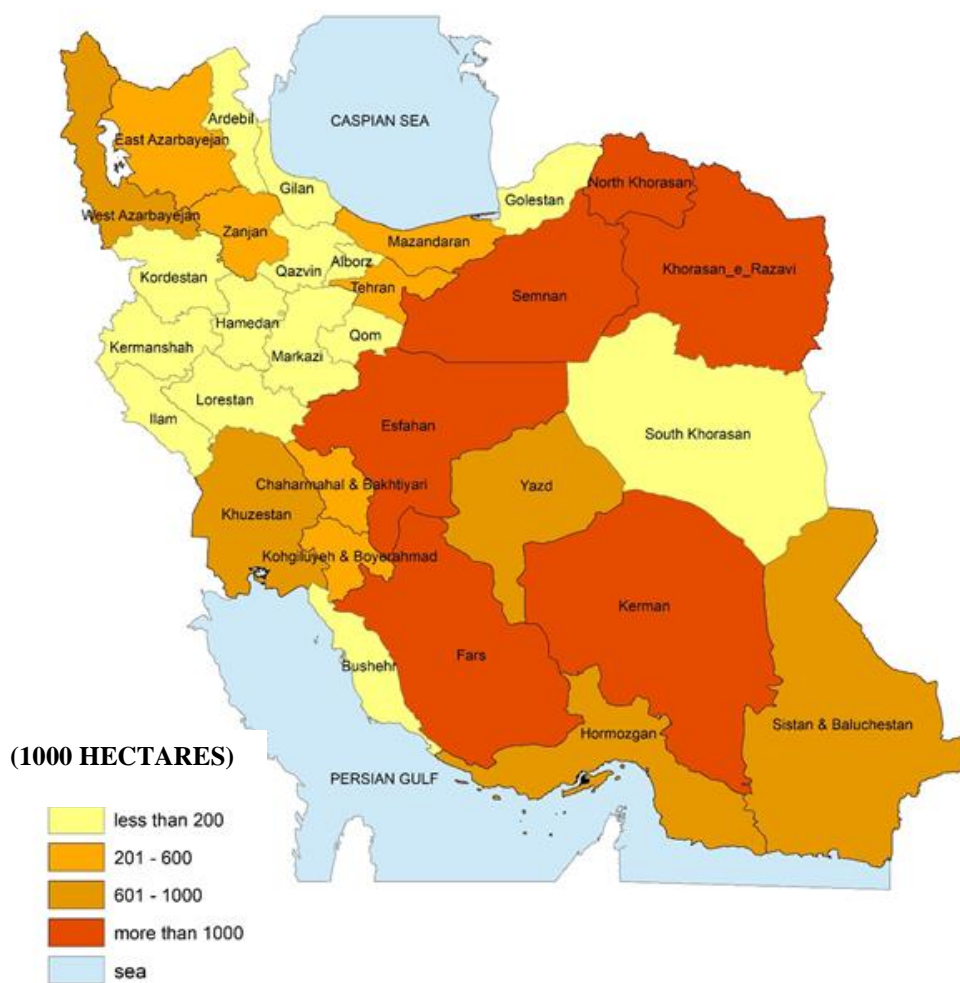 CASPIAN SEA
Ardebil
East Azarbayejan
Gilan
Golestan
North Khorasan
West Azarbayejan
Zanjan
Mazandaran
Khorasan_e_Razavi
Kordestan
Qazvin
Alborz
Tehran
Semnan
Hamedan
Qom
Kermanshah
Markazi
Lorestan
Ilam
Esfahan
South Khorasan
Chaharmahal & Bakhtiyari
Yazd
Khuzestan
Kohgiluyeh & Boyerahmad
Kerman
Fars
Bushehr
Hormozgan
Sistan & Baluchestan
PERSIAN GULF
(1000 HECTARES)
less than 200
201 - 600
601 - 1000
more than 1000
sea